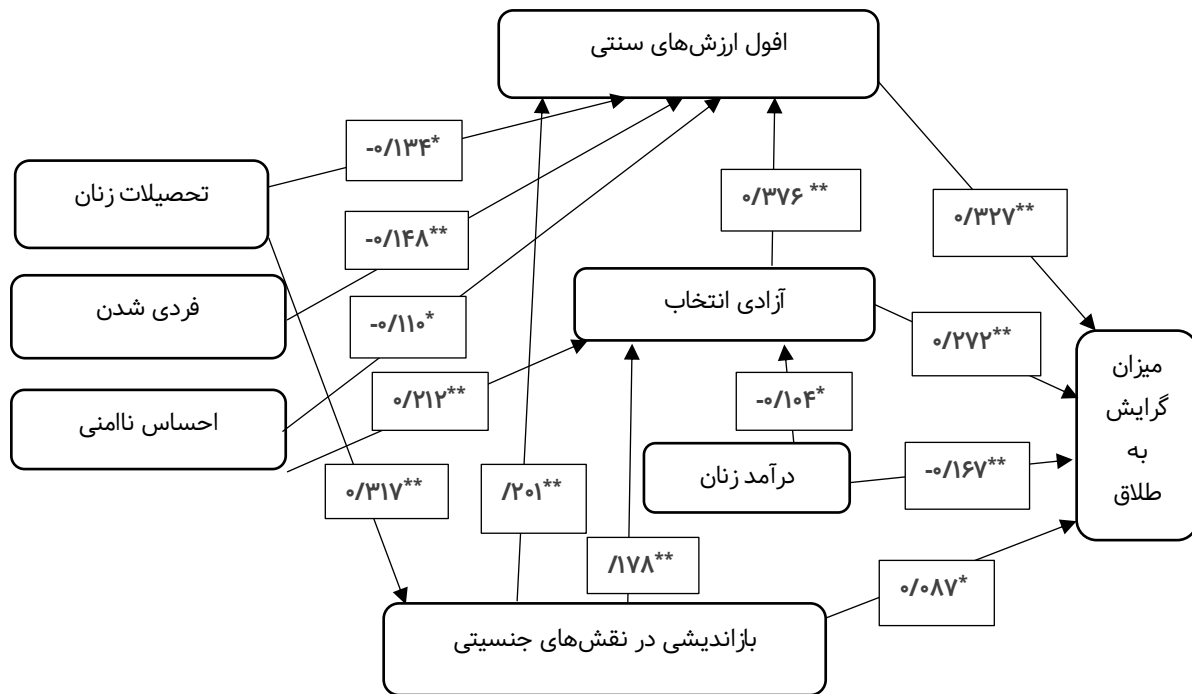 افول ارزش‌های سنتی
-۰/۱۳۴*
تحصیلات زنان
۰/۳۷۶ **
۰/۳۲۷**
-۰/۱۴۸**
فردی شدن
آزادی انتخاب
-۰/۱۱۰*
۰/۲۷۲**
میزان
گرایش
به
طلاق
۰/۲۱۲**
-۰/۱۰۴*
احساس ناامنی
درآمد زنان
-۰/۱۶۷**
۰/۳۱۷**
/۲۰۱**
/۱۷۸**
۰/۰۸۷*
بازاندیشی در نقش‌های جنسیتی